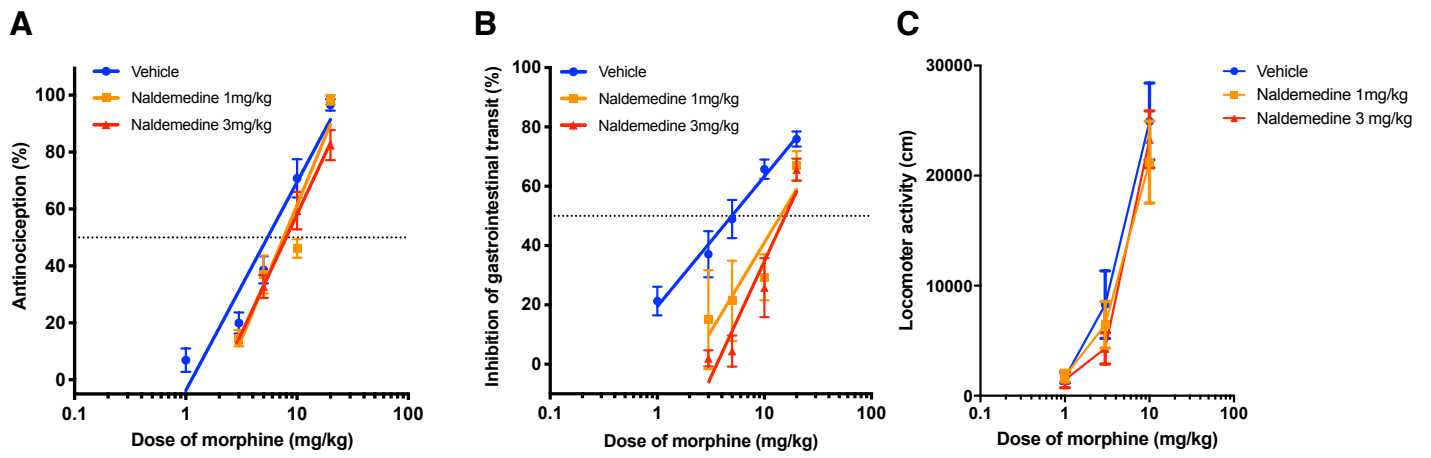 A
Antinociception (%)
100
80
60
40
20
0
0.1
1
10
100
Dose of morphine (mg/kg)
Vehicle
Naldemedine 1mg/kg
Naldemedine 3mg/kg
B
Inhibition of gastrointestinal transit (%)
100
80
60
40
20
0
0.1
1
10
100
Dose of morphine (mg/kg)
Vehicle
Naldemedine 1mg/kg
Naldemedine 3mg/kg
C
Locomoter activity (cm)
30000
20000
10000
0
0.1
1
10
100
Dose of morphine (mg/kg)
Vehicle
Naldemedine 1mg/kg
Naldemedine 3 mg/kg